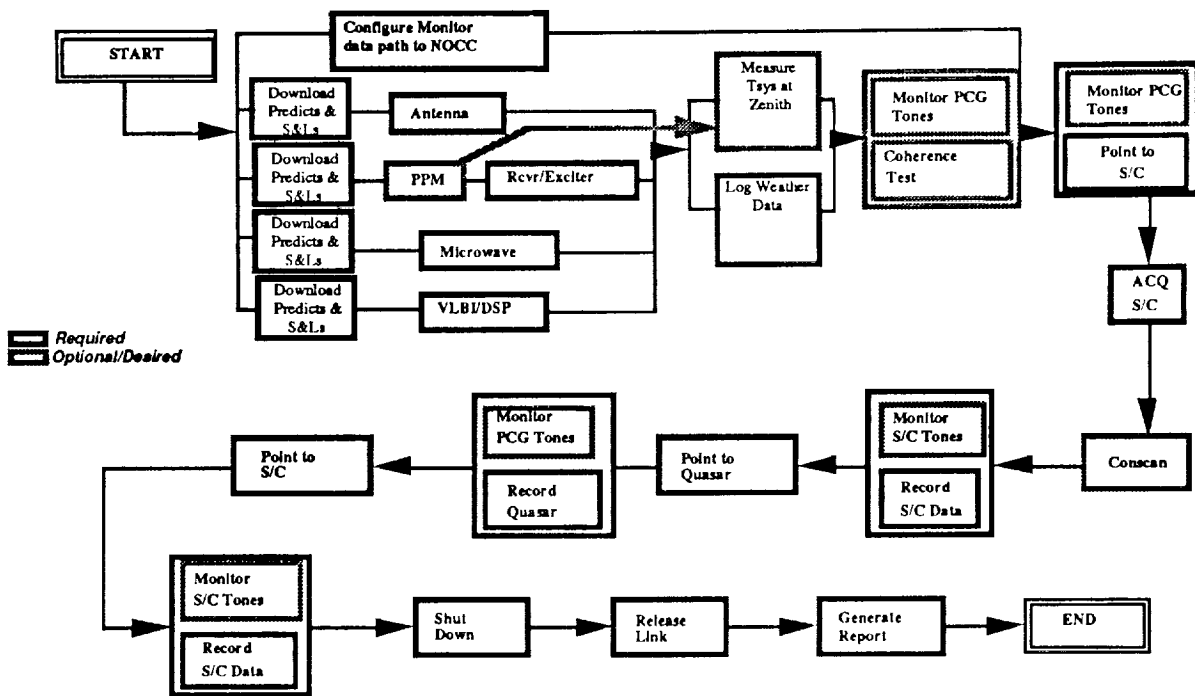 START
Configure Monitor
data path to NOCC
Download
Predicts &
S&Ls
Antenna
Download
Predicts &
S&Ls
PPM
Rcvr/Exciter
Download
Predicts &
S&Ls
Microwave
Download
Predicts &
S&Ls
VLBI/DSP
Measure
Tsys at
Zenith
Log Weather
Data
Monitor PCG
Tones
Coherence
Test
Monitor PCG
Tones
Point to
S/C
ACQ
S/C
Required
Optional/Desired
Conscan
Monitor
S/C Tones
Record
S/C Data
Point to
Quasar
Monitor
PCG Tones
Record
Quasar
Point to
S/C
Monitor
S/C Tones
Record
S/C Data
Shut
Down
Release
Link
Generate
Report
END